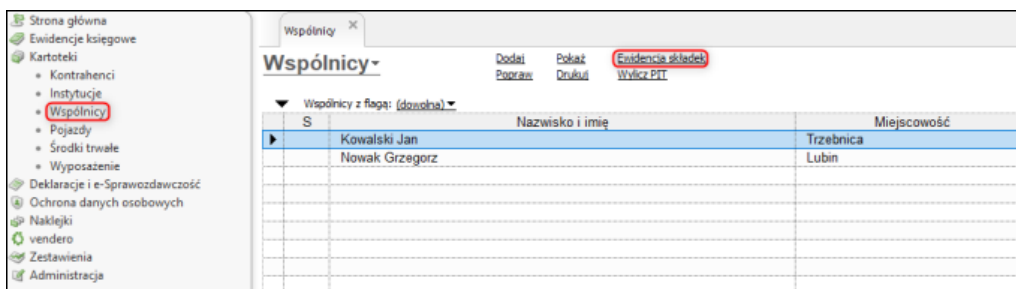 Strona główna
Ewidencje księgowe
Kartoteki
Kontrahenci
Instytucje
Wspólnicy
Pojazdy
Środki trwałe
Wyposażenie
Deklaracje i e-Sprawozdawczość
Ochrona danych osobowych
Naklejki
vendero
Zestawienia
Administracja
Wspólnicy
Wspólnicy
Dodaj Pokaż Ewidencja składek
Popraw Drukuj Wylicz PIT
Wspólnicy z flagą: (dowolna)
S Nazwisko i imię Miejscowość
Kowalski Jan Trzebnica
Nowak Grzegorz Lubin